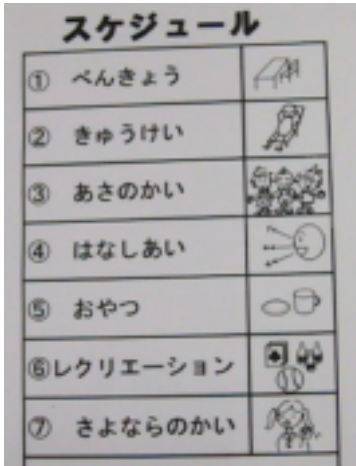 スケジュール
① べんきょう
② きゅうけい
③ あさのかい
④ はなしあい
⑤ おやつ
⑥レクリエーション
⑦ さよならのかい